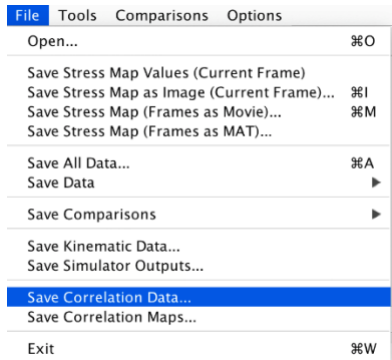 File Tools Comparisons Options
Open... ⌘O
Save Stress Map Values (Current Frame)
Save Stress Map as Image (Current Frame)... ⌘I
Save Stress Map (Frames as Movie)... ⌘M
Save Stress Map (Frames as MAT)...
Save All Data... ⌘A
Save Data
Save Comparisons
Save Kinematic Data...
Save Simulator Outputs...
Save Correlation Data...
Save Correlation Maps...
Exit ⌘W